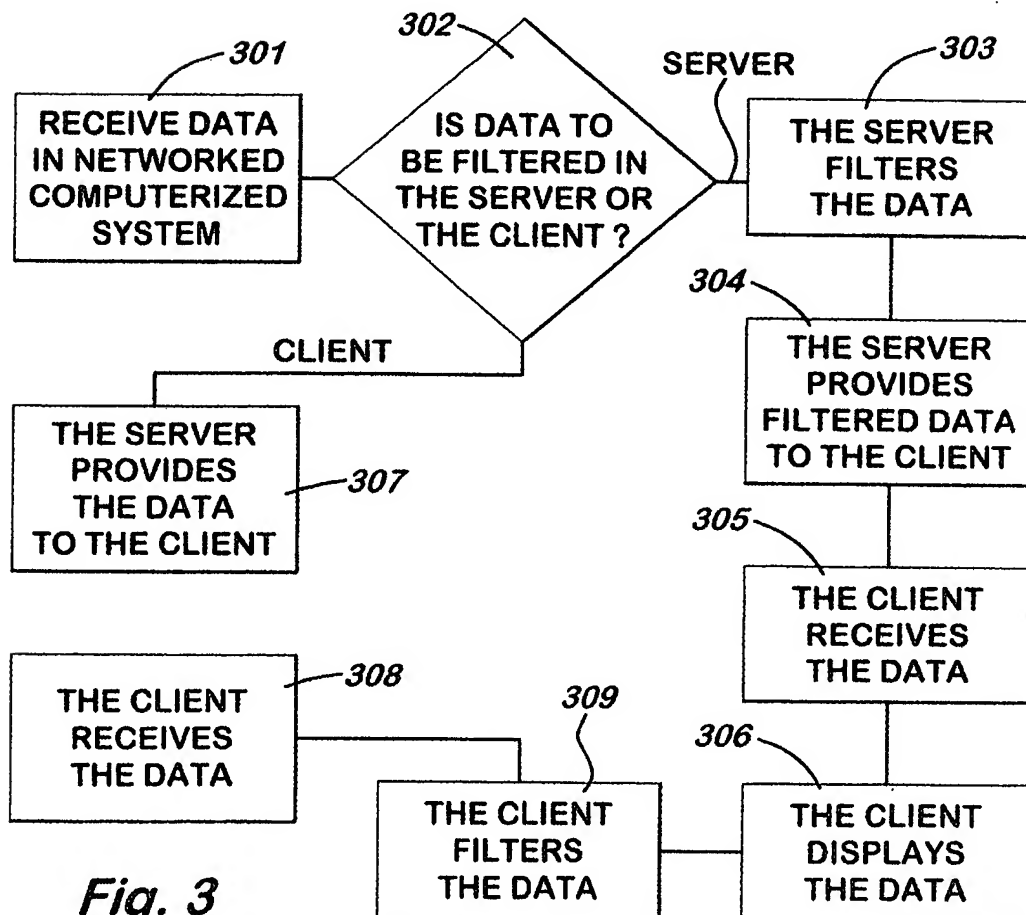 301
RECEIVE DATA
IN NETWORKED
COMPUTERIZED
SYSTEM
302
IS DATA TO
BE FILTERED IN
THE SERVER OR
THE CLIENT ?
SERVER
303
THE SERVER
FILTERS
THE DATA
304
THE SERVER
PROVIDES
FILTERED DATA
TO THE CLIENT
CLIENT
THE SERVER
PROVIDES
THE DATA
TO THE CLIENT
307
305
THE CLIENT
RECEIVES
THE DATA
308
THE CLIENT
RECEIVES
THE DATA
309
THE CLIENT
FILTERS
THE DATA
306
THE CLIENT
DISPLAYS
THE DATA
Fig. 3